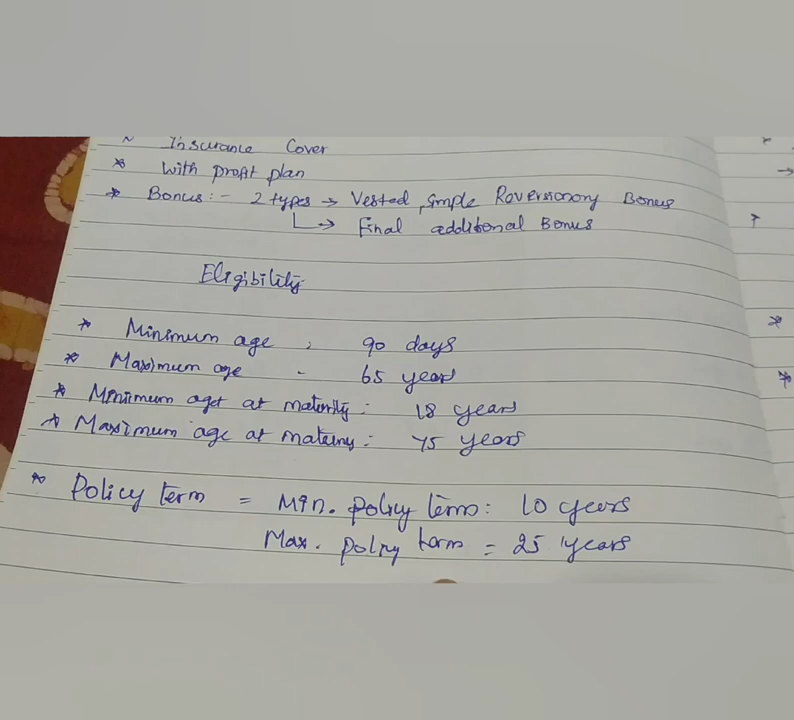 * Insurance Cover
* With profit plan
* Bonus:- 2 types → Vested, Simple Reversionary Bonus
↳ Final additional Bonus
Eligibility
* Minimum age , 90 days
* Maximum age - 65 years
* Minimum age at maturity: 18 years
* Maximum age at maturity: 75 years
* Policy term = Min. policy term: 10 years
Max. policy term = 25 years